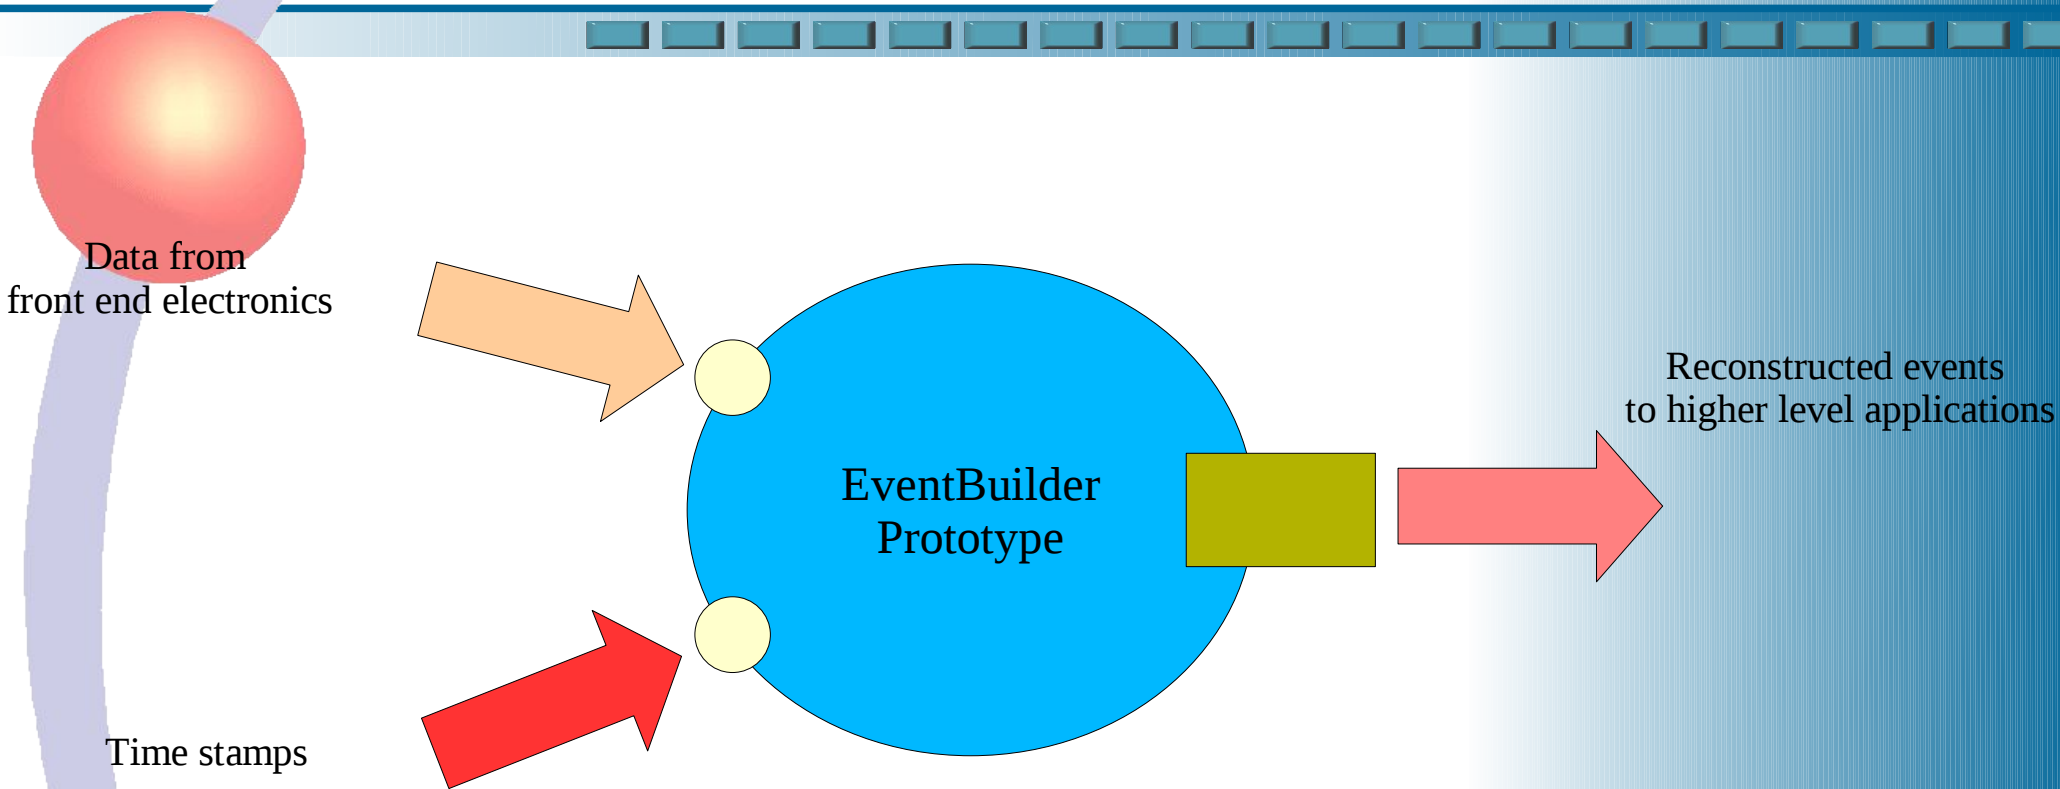 Data from
front end electronics
Reconstructed events
to higher level applications
EventBuilder
Prototype
Time stamps